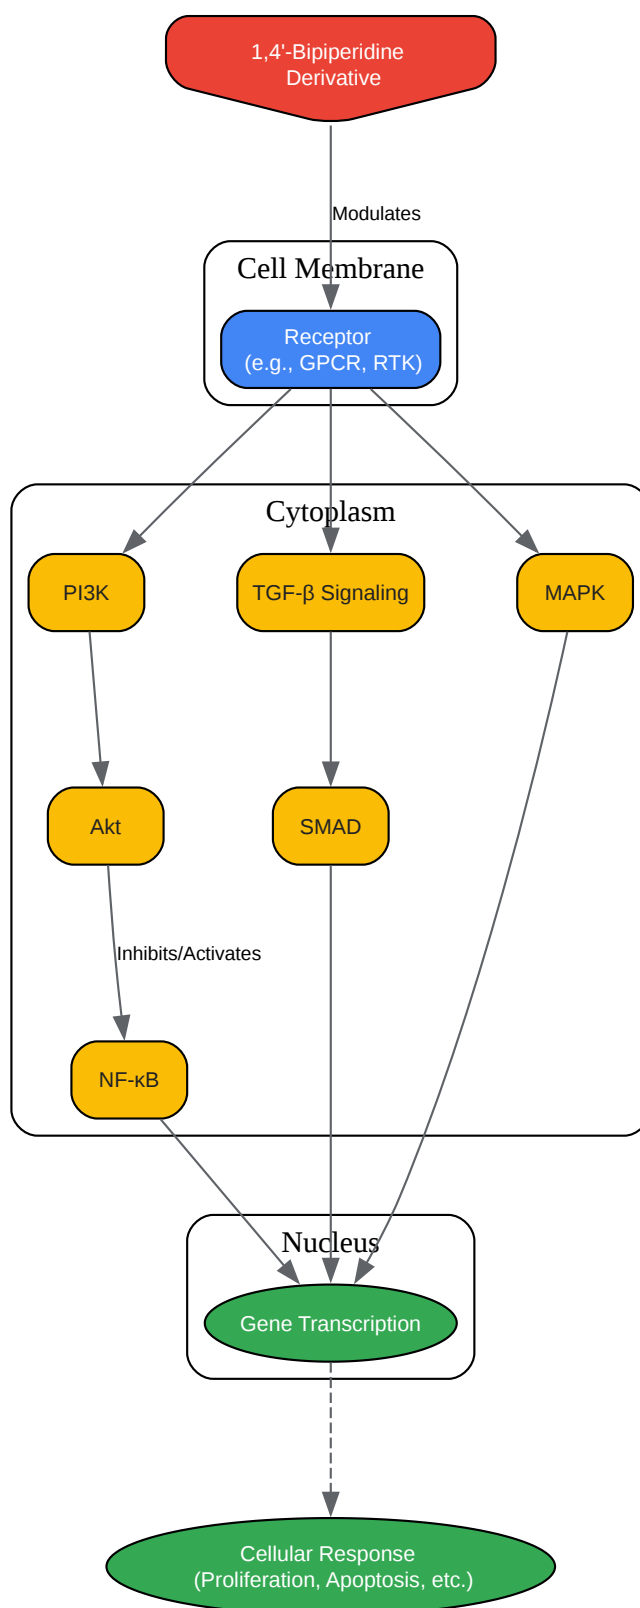 1,4'-Bipiperidine
Derivative
Modulates
Cell Membrane
Receptor
(e.g., GPCR, RTK)
Cytoplasm
PI3K
TGF-β Signaling
MAPK
Akt
SMAD
Inhibits/Activates
NF-κB
Nucleus
Gene Transcription
Cellular Response
(Proliferation, Apoptosis, etc.)